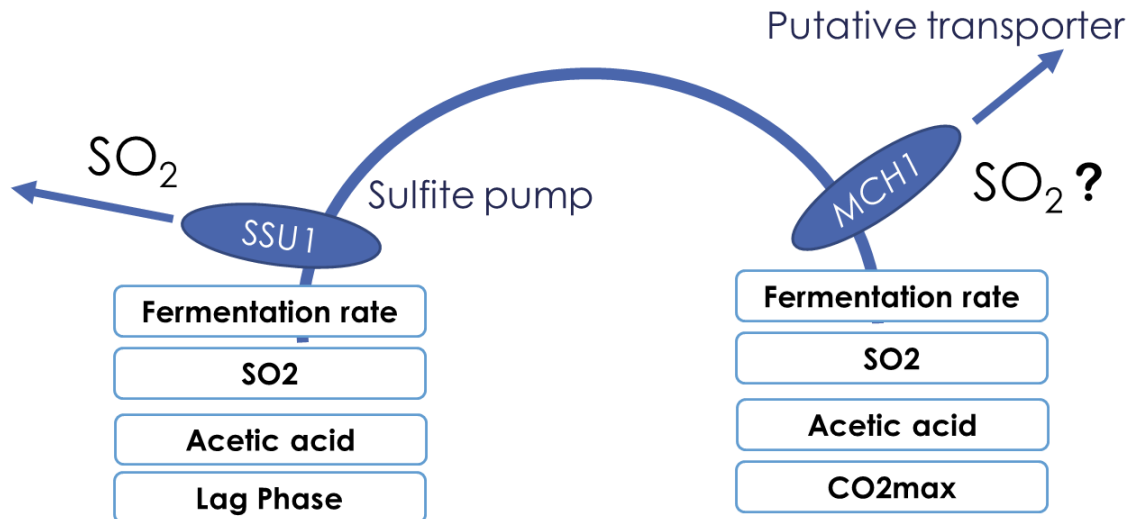 Putative transporter
SO₂
SSU1
Sulfite pump
MCH1
SO₂ ?
Fermentation rate
SO2
Acetic acid
Lag Phase
Fermentation rate
SO2
Acetic acid
CO2max